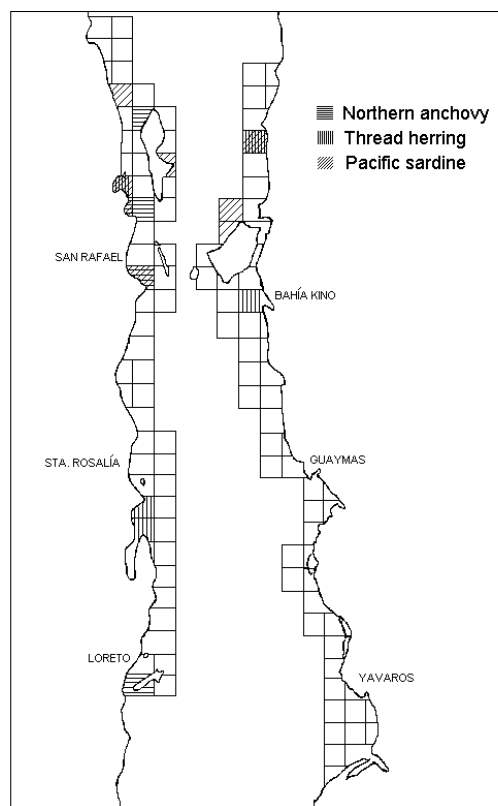 Northern anchovy
Thread herring
Pacific sardine
SAN RAFAEL
BAHÍA KINO
STA. ROSALÍA
GUAYMAS
LORETO
YAVAROS